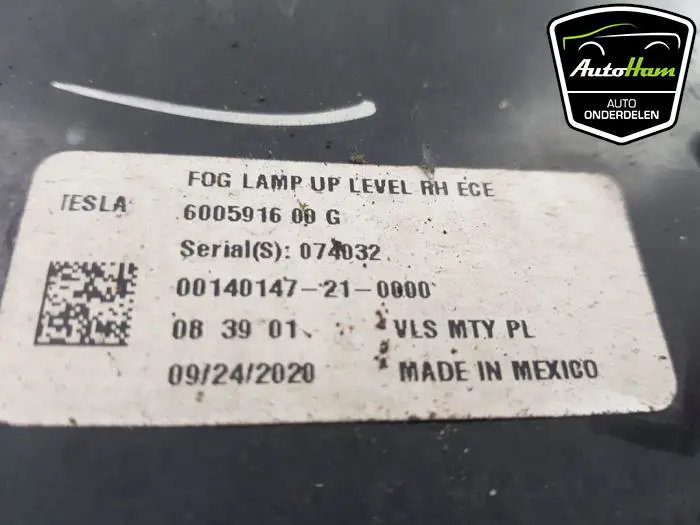 AutoHam
AUTO
ONDERDELEN
TESLA
FOG LAMP UP LEVEL RH ECE
6005916 00 G
Serial(S): 074032
00140147-21-0000
08 39 01
VLS MTY PL
09/24/2020
MADE IN MEXICO